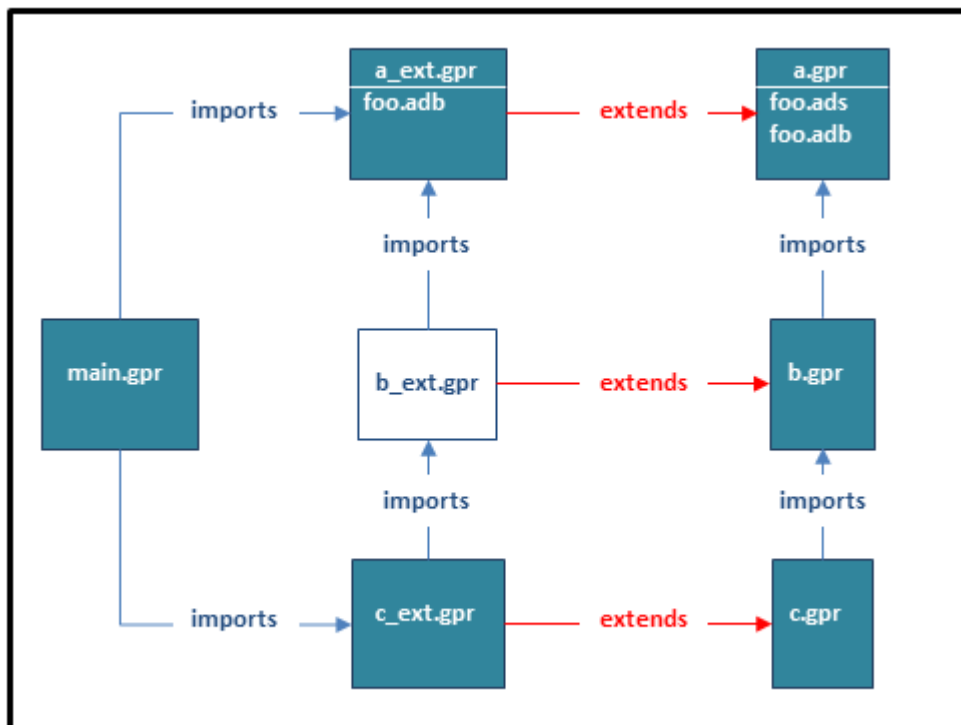 a_ext.gpr
foo.adb
a.gpr
foo.ads
foo.adb
imports
extends
imports
imports
main.gpr
b_ext.gpr
extends
b.gpr
imports
imports
imports
c_ext.gpr
extends
c.gpr